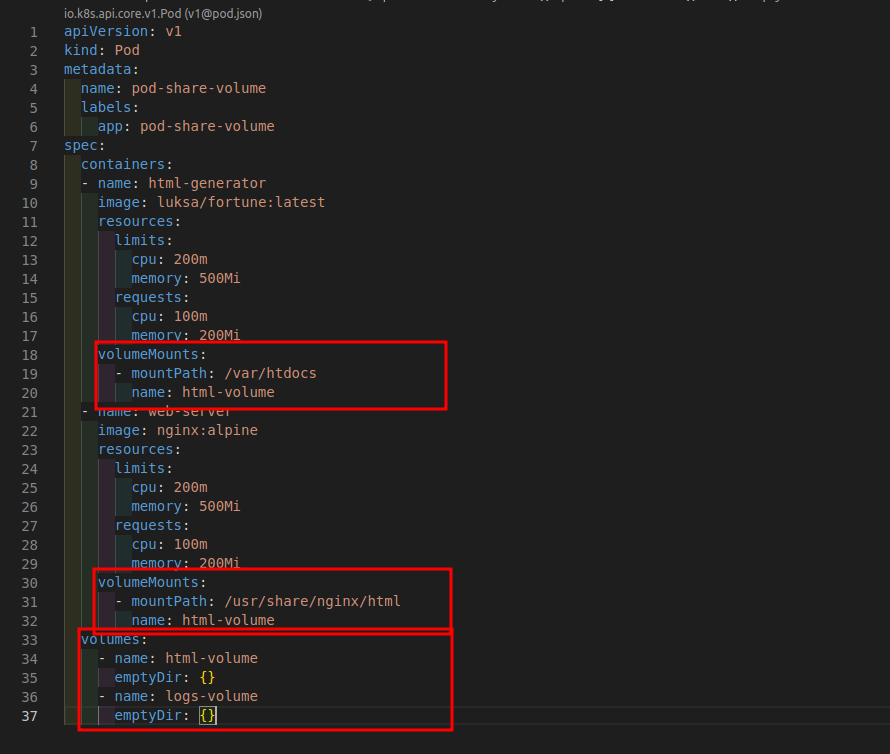 io.k8s.api.core.v1.Pod (v1@pod.json)
1 apiVersion: v1
2 kind: Pod
3 metadata:
4   name: pod-share-volume
5   labels:
6     app: pod-share-volume
7 spec:
8   containers:
9   - name: html-generator
10     image: luksa/fortune:latest
11     resources:
12       limits:
13         cpu: 200m
14         memory: 500Mi
15       requests:
16         cpu: 100m
17         memory: 200Mi
18     volumeMounts:
19       - mountPath: /var/htdocs
20         name: html-volume
21   - name: web-server
22     image: nginx:alpine
23     resources:
24       limits:
25         cpu: 200m
26         memory: 500Mi
27       requests:
28         cpu: 100m
29         memory: 200Mi
30     volumeMounts:
31       - mountPath: /usr/share/nginx/html
32         name: html-volume
33   volumes:
34     - name: html-volume
35       emptyDir: {}
36     - name: logs-volume
37       emptyDir: {}